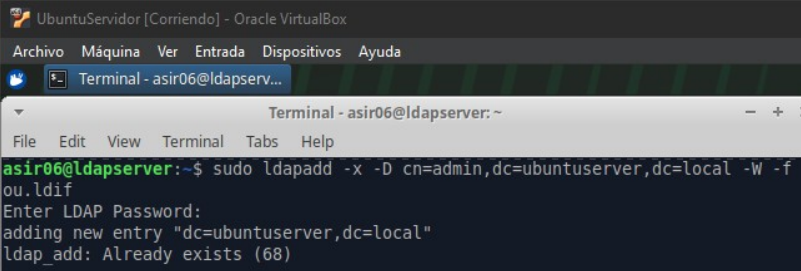 UbuntuServidor [Corriendo] - Oracle VirtualBox
Archivo Máquina Ver Entrada Dispositivos Ayuda
Terminal - asir06@ldapserv...
Terminal - asir06@ldapserver: ~
File Edit View Terminal Tabs Help
asir06@ldapserver:~$ sudo ldapadd -x -D cn=admin,dc=ubuntuserver,dc=local -W -f
ou.ldif
Enter LDAP Password:
adding new entry "dc=ubuntuserver,dc=local"
ldap_add: Already exists (68)